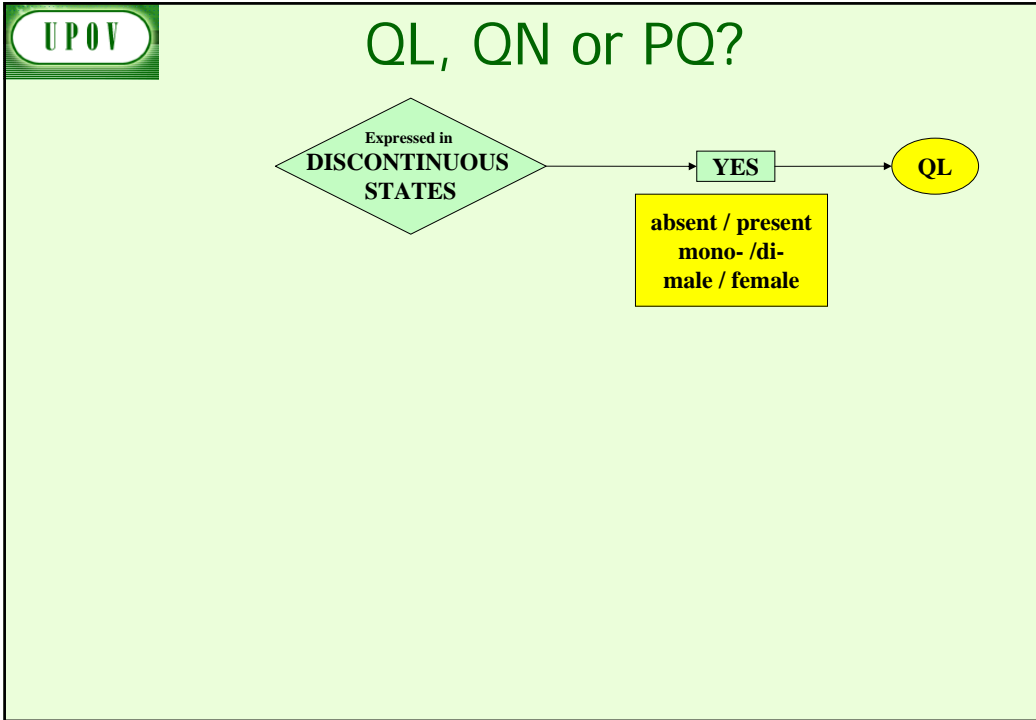 UPOV
QL, QN or PQ?
Expressed in
DISCONTINUOUS
STATES
YES
QL
absent / present
mono- /di-
male / female